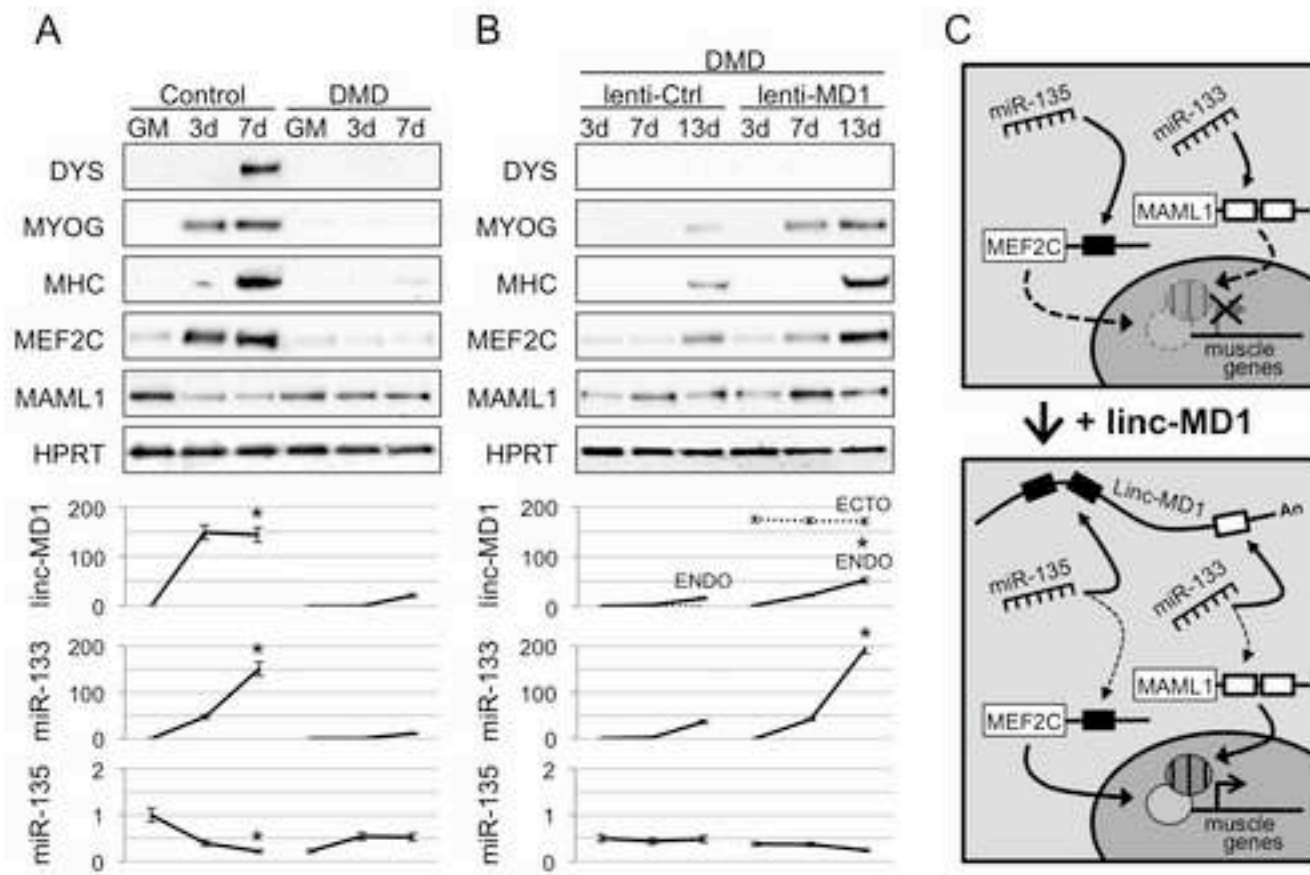 A
Control DMD
GM 3d 7d GM 3d 7d
DYS
MYOG
MHC
MEF2C
MAML1
HPRT
linc-MD1
200
100
0
*
miR-133
200
100
0
*
miR-135
2
1
0
*
B
DMD
lenti-Ctrl lenti-MD1
3d 7d 13d 3d 7d 13d
DYS
MYOG
MHC
MEF2C
MAML1
HPRT
linc-MD1
200
100
0
ECTO
*
ENDO ENDO
miR-133
200
100
0
*
miR-135
2
1
0
C
miR-135
miR-133
MAML1
MEF2C
muscle
genes
+ linc-MD1
Linc-MD1
An
miR-135
miR-133
MAML1
MEF2C
muscle
genes